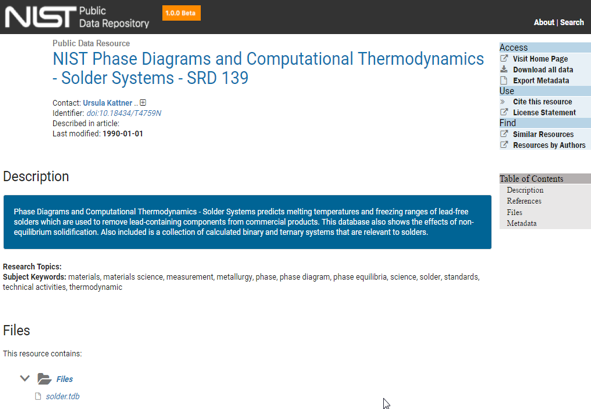 NIST Public
Data Repository
1.0.0 Beta
About | Search
Public Data Resource
NIST Phase Diagrams and Computational Thermodynamics
- Solder Systems - SRD 139
Contact: Ursula Kattner ..
Identifier: doi:10.18434/T4759N
Described in article:
Last modified: 1990-01-01
Access
Visit Home Page
Download all data
Export Metadata
Use
Cite this resource
License Statement
Find
Similar Resources
Resources by Authors
Table of Contents
Description
References
Files
Metadata
Description
Phase Diagrams and Computational Thermodynamics - Solder Systems predicts melting temperatures and freezing ranges of lead-free
solders which are used to remove lead-containing components from commercial products. This database also shows the effects of non-
equilibrium solidification. Also included is a collection of calculated binary and ternary systems that are relevant to solders.
Research Topics:
Subject Keywords: materials, materials science, measurement, metallurgy, phase, phase diagram, phase equilibria, science, solder, standards,
technical activities, thermodynamic
Files
This resource contains:
Files
solder.tdb